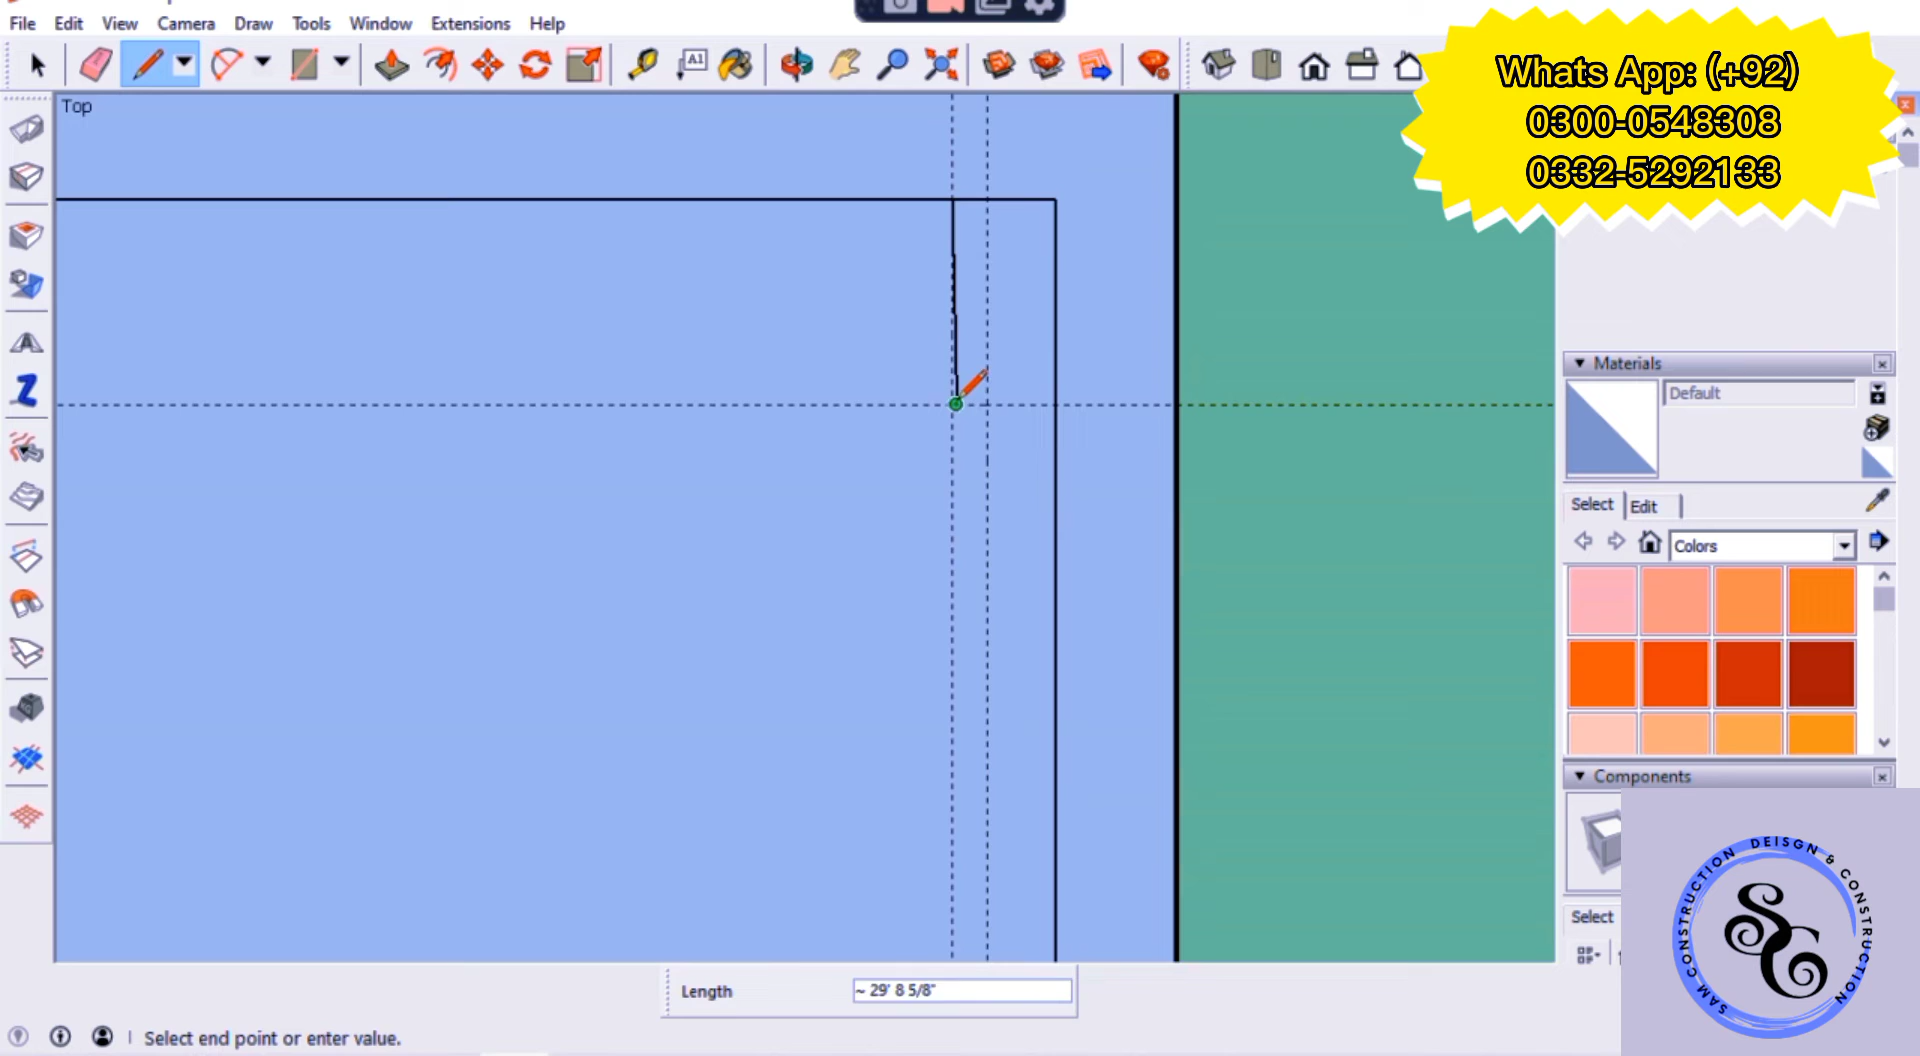 File Edit View Camera Draw Tools Window Extensions Help
Whats App: (+92)
0300-0548308
0332-5292133
A1
Top
Materials
Default
Select Edit
Colors
Components
Select
SAM CONSTRUCTION DEISGN & CONSTRUCTION
SC
Length ~ 29' 8 5/8"
Select end point or enter value.